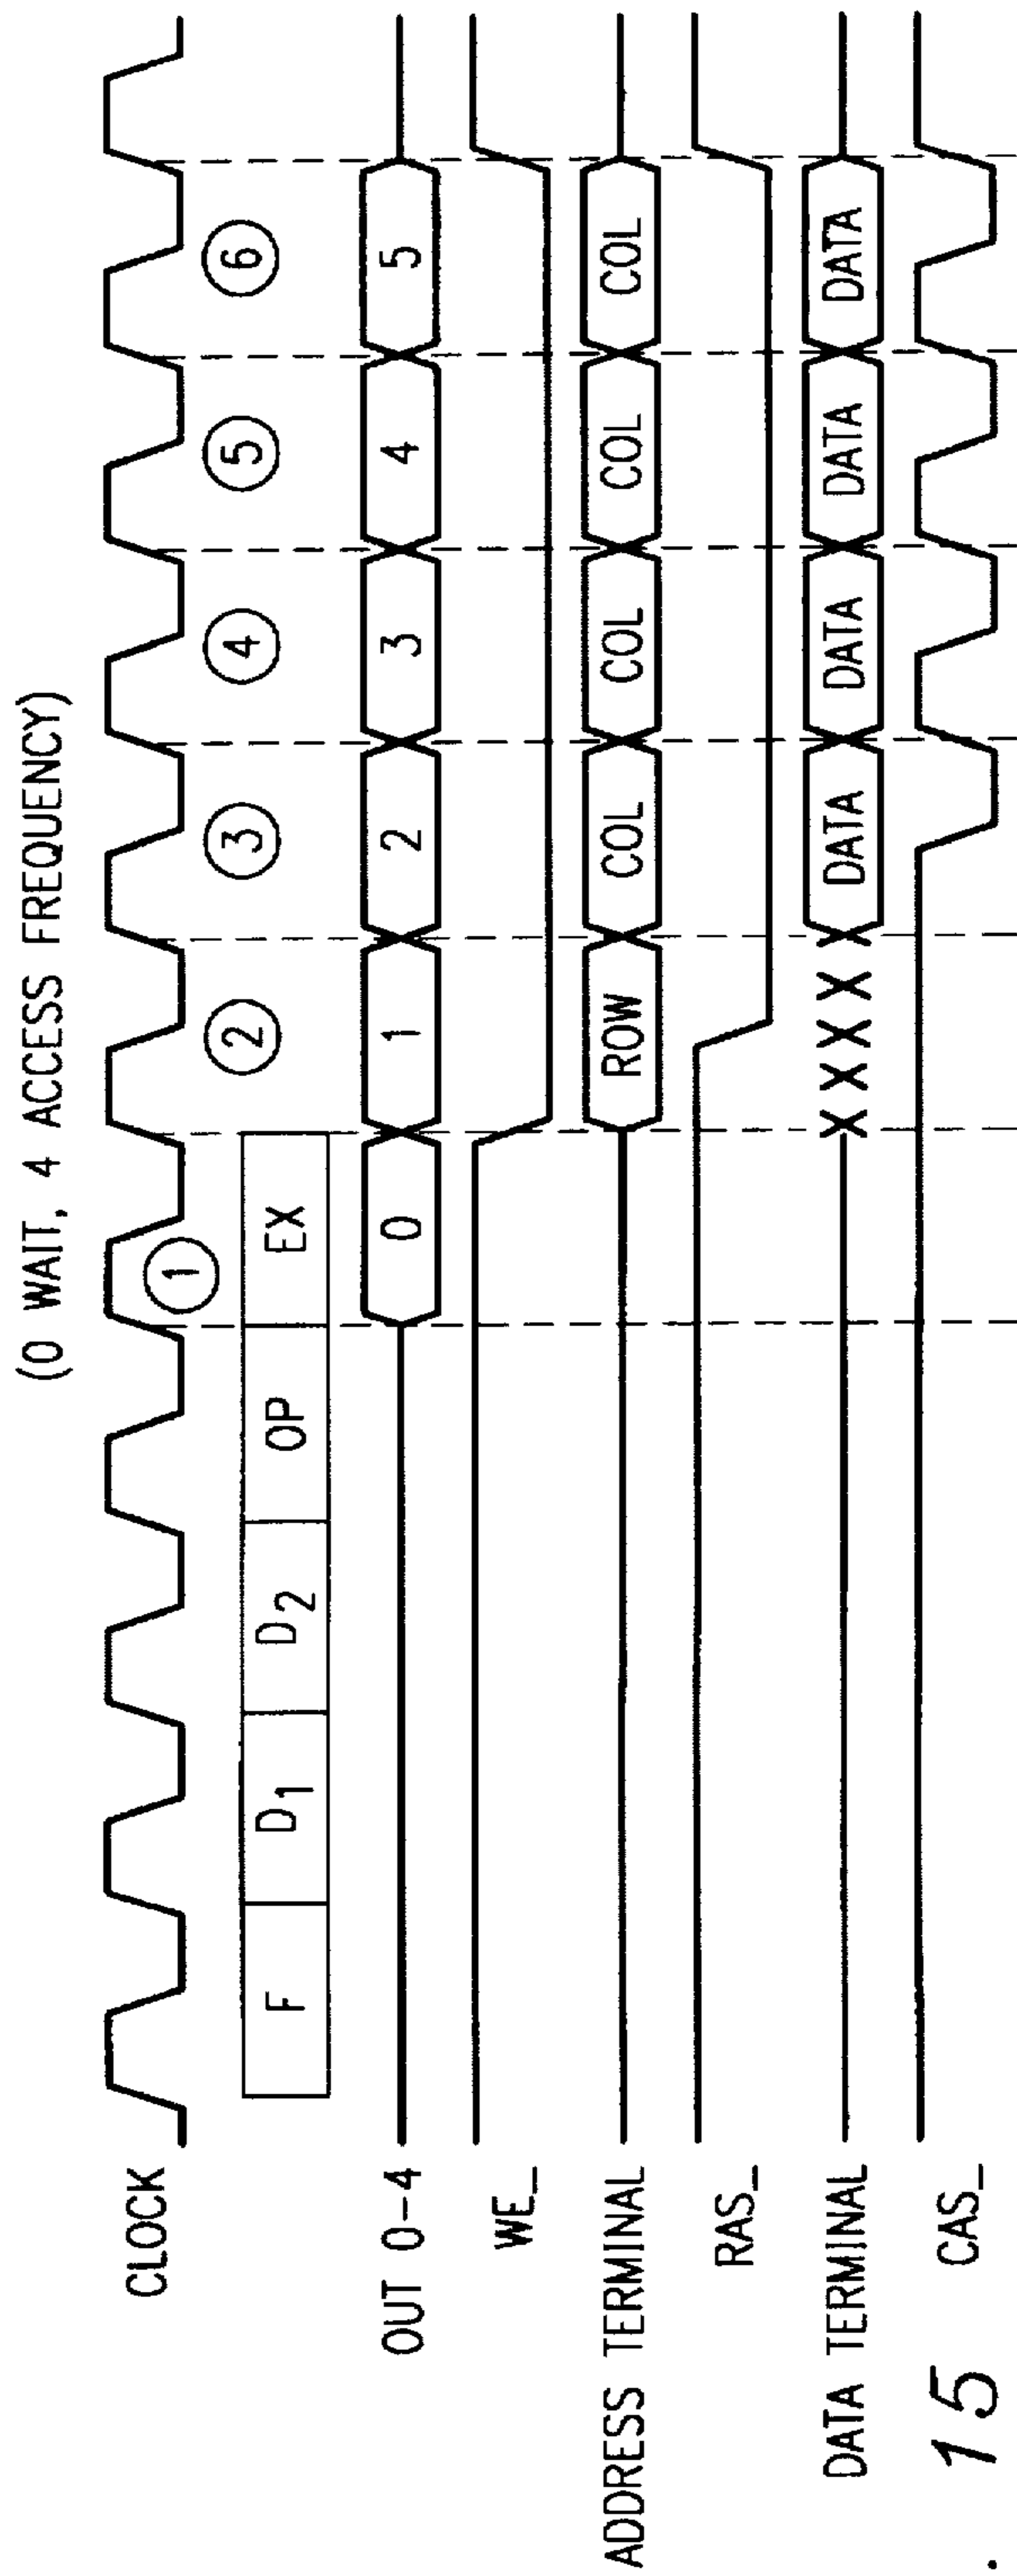 (0 WAIT, 4 ACCESS FREQUENCY)
CLOCK
1 2 3 4 5 6
F D1 D2 OP EX
OUT 0-4 0 1 2 3 4 5
WE_
ADDRESS TERMINAL ROW COL COL COL COL
RAS_
DATA TERMINAL XXXXX DATA DATA DATA DATA
CAS_
. 15